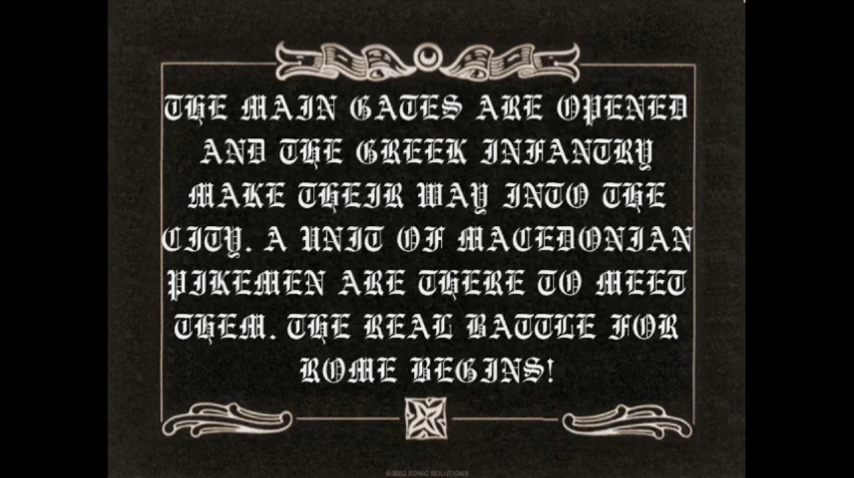 THE MAIN GATES ARE OPENED
AND THE GREEK INFANTRY
MAKE THEIR WAY INTO THE
CITY. A UNIT OF MACEDONIAN
PIKEMEN ARE THERE TO MEET
THEM. THE REAL BATTLE FOR
ROME BEGINS!